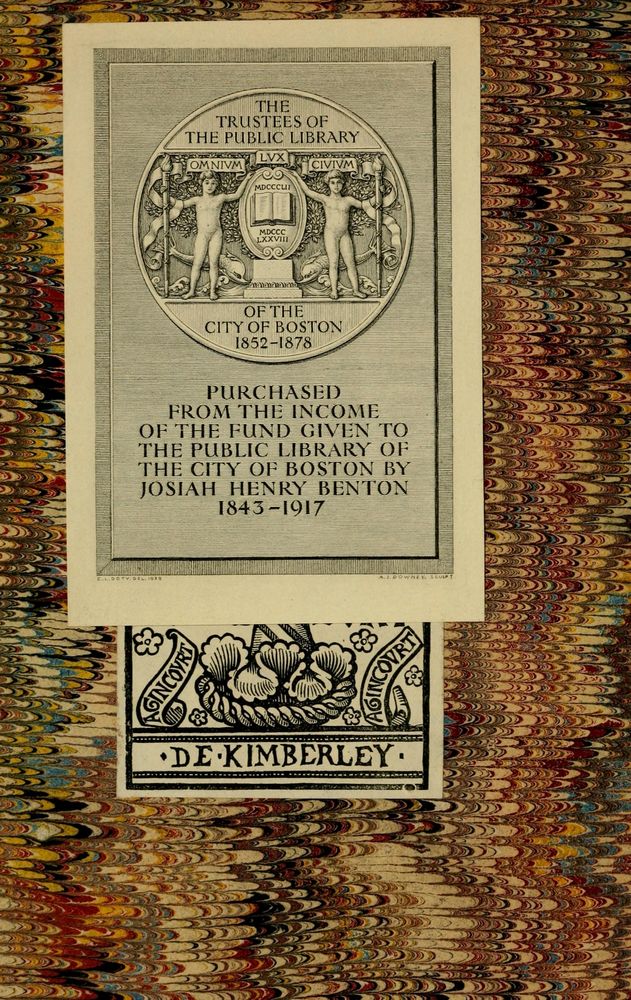 THE
TRUSTEES OF
THE PUBLIC LIBRARY
OMNIVM LVX CIVIVM
MDCCCLII
MDCCC
LXXVIII
OF THE
CITY OF BOSTON
1852-1878
PURCHASED
FROM THE INCOME
OF THE FUND GIVEN TO
THE PUBLIC LIBRARY OF
THE CITY OF BOSTON BY
JOSIAH HENRY BENTON
1843-1917
AGINCOVRT
AGINCOVRT
·DE·KIMBERLEY·